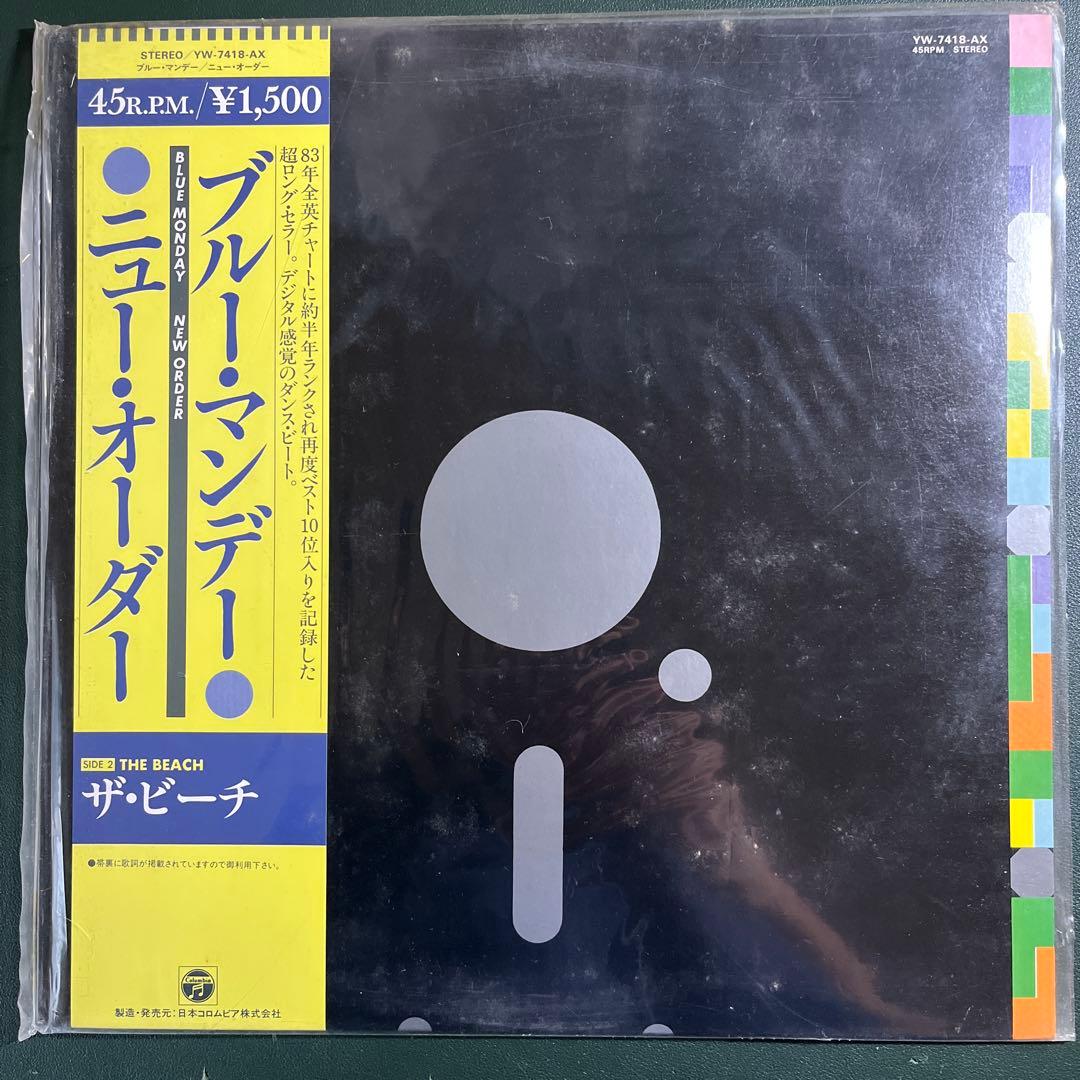 STEREO/YW-7418-AX
ブルー・マンデー/ニュー・オーダー
45R.P.M./¥1,500
83年全英チャートに約半年ランクされ再度ベスト10位入りを記録した
超ロング・セラー。デジタル感覚のダンス・ビート。
ブルー・マンデー●
BLUE MONDAY NEW ORDER
●ニュー・オーダー
SIDE 2 THE BEACH
ザ・ビーチ
●帯裏に歌詞が掲載されていますので御利用下さい。
Columbia
製造・発売元:日本コロムビア株式会社
YW-7418-AX
45RPM STEREO